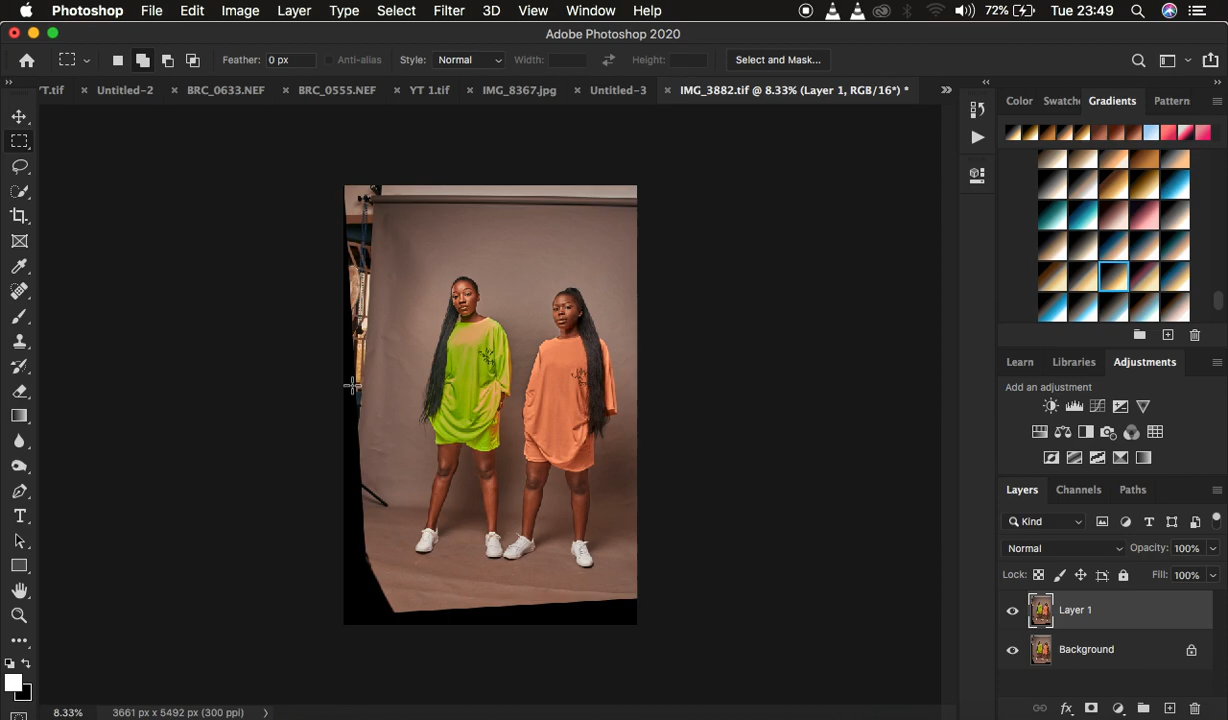 Photoshop File Edit Image Layer Type Select Filter 3D View Window Help 72% Tue 23:49
Adobe Photoshop 2020
Feather: 0 px Anti-alias Style: Normal Width: Height: Select and Mask...
YT.tif Untitled-2 BRC_0633.NEF BRC_0555.NEF YT 1.tif IMG_8367.jpg Untitled-3 IMG_3882.tif @ 8.33% (Layer 1, RGB/16*) *
Color Swatche Gradients Pattern
Learn Libraries Adjustments
Add an adjustment
Layers Channels Paths
Kind
Normal Opacity: 100%
Lock: Fill: 100%
Layer 1
Background
8.33% 3661 px x 5492 px (300 ppi)